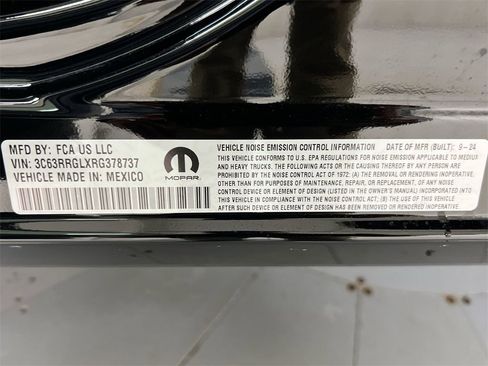 MFD BY: FCA US LLC
VIN: 3C63RRGLXRG378737
VEHICLE MADE IN: MEXICO
MOPAR
VEHICLE NOISE EMISSION CONTROL INFORMATION DATE OF MFR (BUILT): 9-24
THIS VEHICLE CONFORMS TO U.S. EPA REGULATIONS FOR NOISE EMISSION APPLICABLE TO MEDIUM
AND HEAVY TRUCKS. THE FOLLOWING ACTS OR THE CAUSING THEREOF BY ANY PERSON ARE
PROHIBITED BY THE NOISE CONTROL ACT OF 1972: (A) THE REMOVAL OR RENDERING INOPERATIVE,
OTHER THAN FOR PURPOSES OF MAINTENANCE, REPAIR, OR REPLACEMENT, OF ANY NOISE
CONTROL DEVICE OR ELEMENT OF DESIGN (LISTED IN THE OWNER'S MANUAL) INCORPORATED INTO
THIS VEHICLE IN COMPLIANCE WITH THE NOISE CONTROL ACT; (B) THE USE OF THIS VEHICLE
AFTER SUCH DEVICE OR ELEMENT OF DESIGN HAS BEEN REMOVED OR RENDERED INOPERATIVE